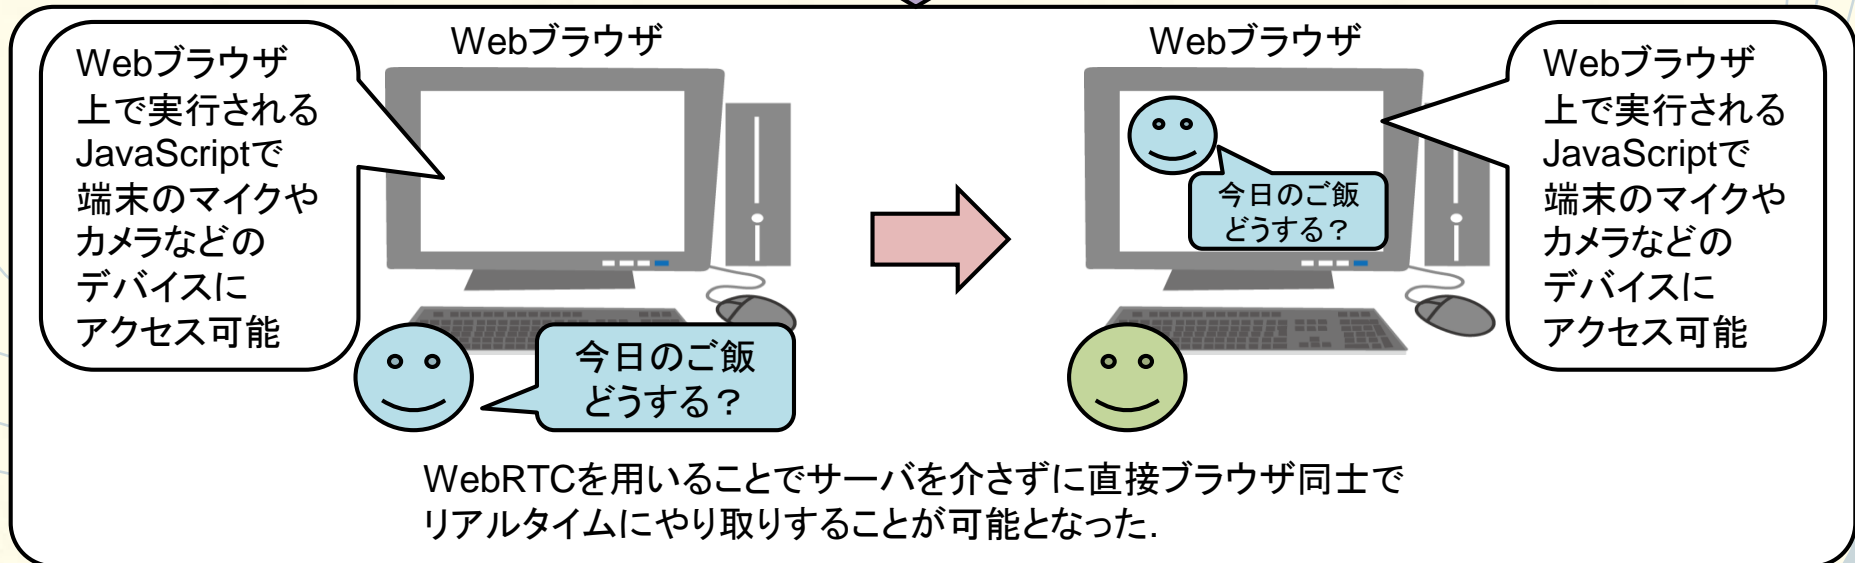 Webブラウザ
上で実行される
JavaScriptで
端末のマイクや
カメラなどの
デバイスに
アクセス可能
Webブラウザ
今日のご飯
どうする？
Webブラウザ
今日のご飯
どうする？
Webブラウザ
上で実行される
JavaScriptで
端末のマイクや
カメラなどの
デバイスに
アクセス可能
WebRTCを用いることでサーバを介さずに直接ブラウザ同士で
リアルタイムにやり取りすることが可能となった.